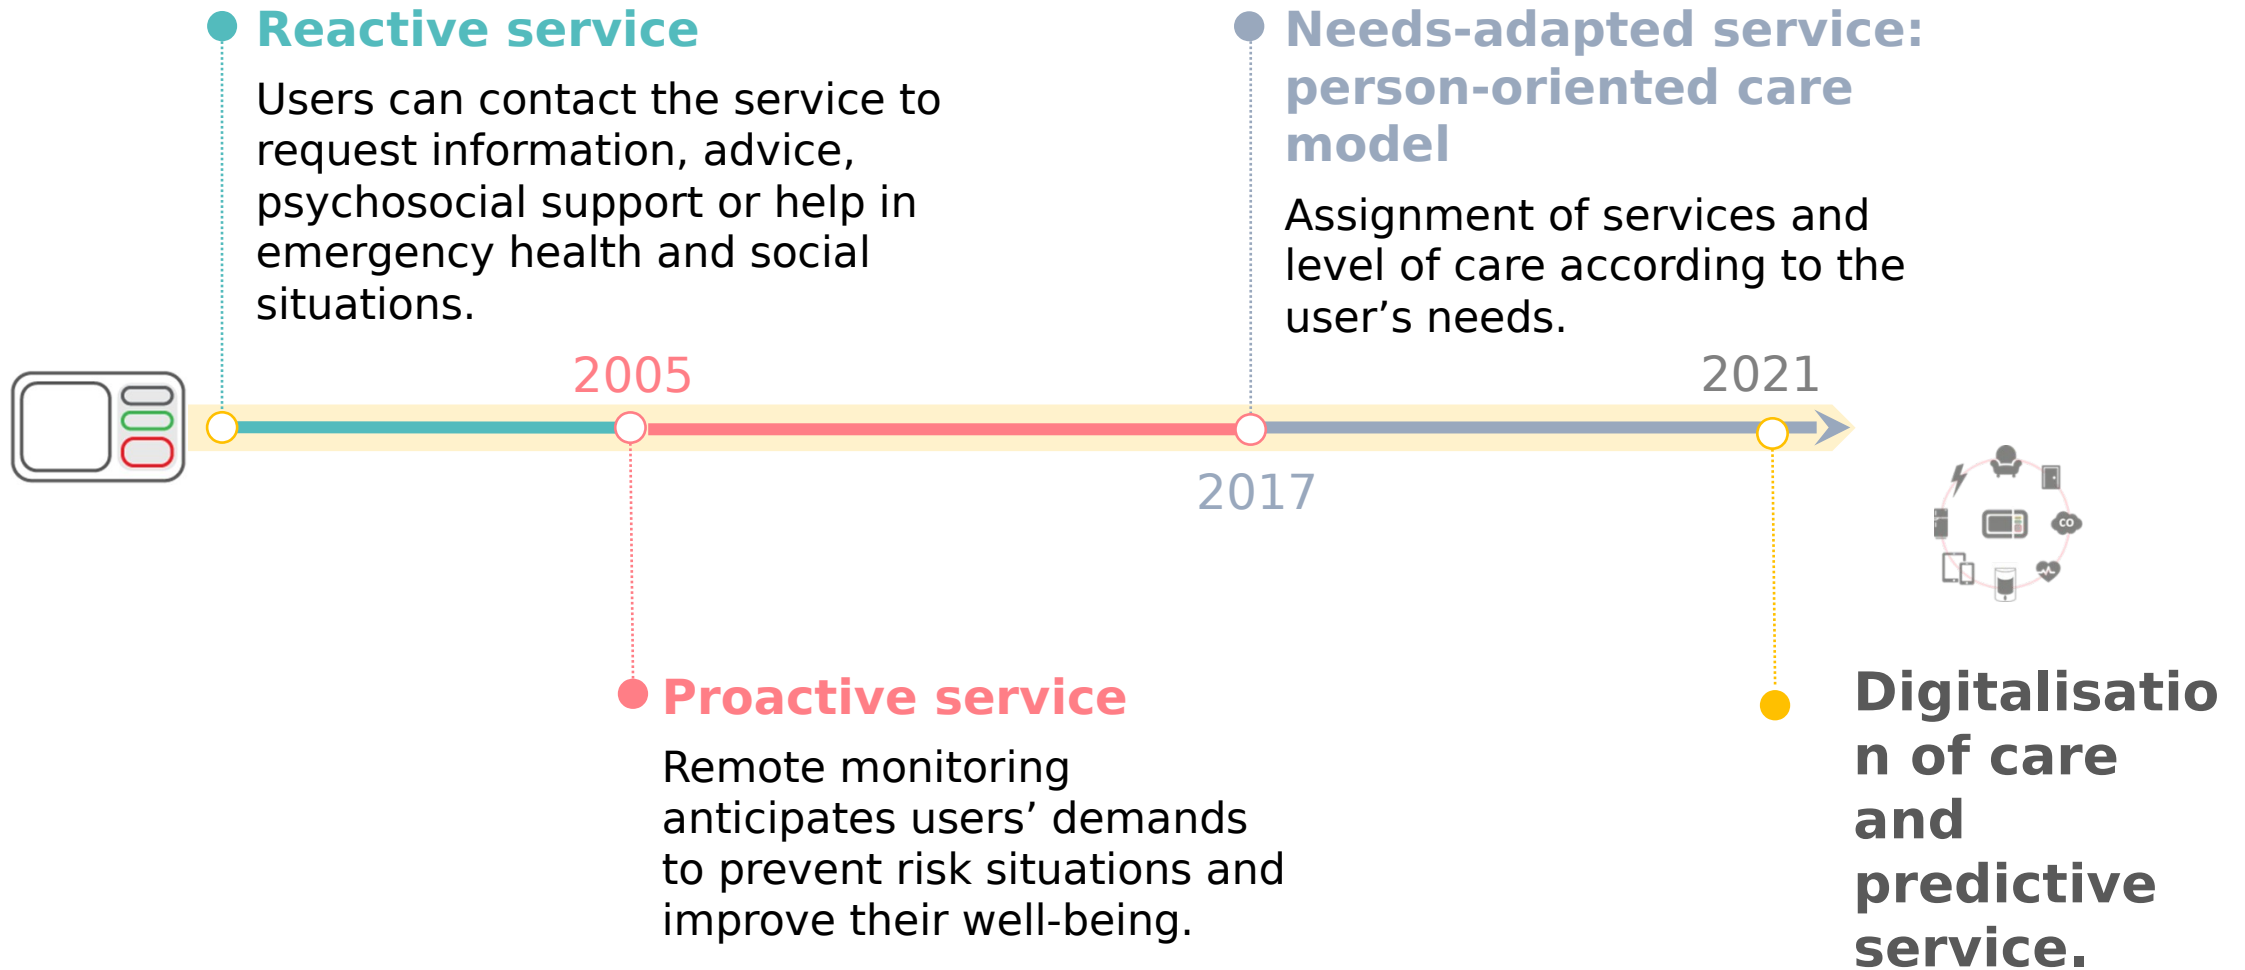 Reactive service
Users can contact the service to
request information, advice,
psychosocial support or help in
emergency health and social
situations.
Needs-adapted service:
person-oriented care
model
Assignment of services and
level of care according to the
user’s needs.
2005
2021
2017
CO
Proactive service
Remote monitoring
anticipates users’ demands
to prevent risk situations and
improve their well-being.
Digitalisatio
n of care
and
predictive
service.